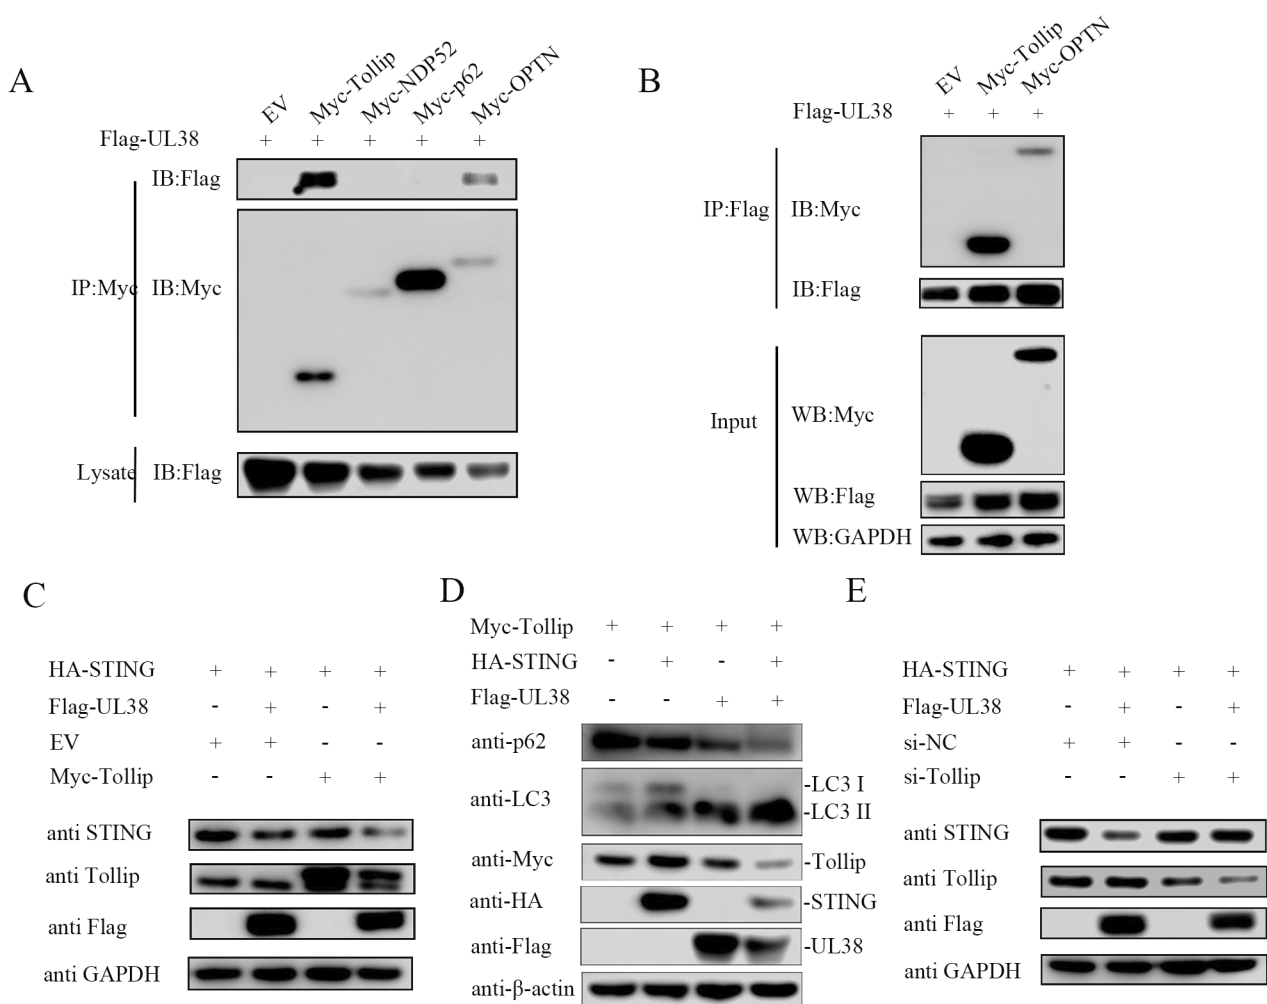 A
EV Myc-Tollip Myc-NDP52 Myc-p62 Myc-OPTN
Flag-UL38 + + + + +
IB:Flag
IP:Myc IB:Myc
Lysate IB:Flag
B
EV Myc-Tollip Myc-OPTN
Flag-UL38 + + +
IP:Flag IB:Myc
IB:Flag
Input WB:Myc
WB:Flag
WB:GAPDH
C
HA-STING + + + +
Flag-UL38 - + - +
EV + + - -
Myc-Tollip - - + +
anti STING
anti Tollip
anti Flag
anti GAPDH
D
Myc-Tollip + + + +
HA-STING - + - +
Flag-UL38 - - + +
anti-p62
anti-LC3 -LC3 I
-LC3 II
anti-Myc -Tollip
anti-HA -STING
anti-Flag -UL38
anti-β-actin
E
HA-STING + + + +
Flag-UL38 - + - +
si-NC + + - -
si-Tollip - - + +
anti STING
anti Tollip
anti Flag
anti GAPDH